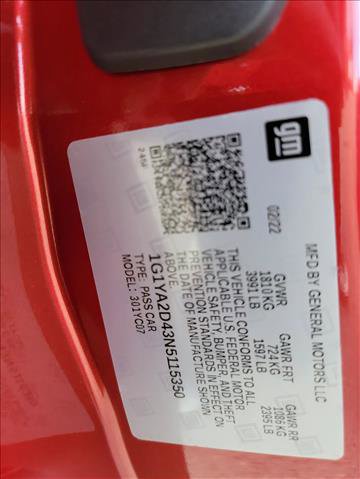 gm
MFD BY GENERAL MOTORS LLC
02/22 GVWR GAWR FRT GAWR RR
1810 KG 724 KG 1086 KG
3991 LB 1597 LB 2395 LB
THIS VEHICLE CONFORMS TO ALL
APPLICABLE U.S. FEDERAL MOTOR
VEHICLE SAFETY, BUMPER, AND THEFT
PREVENTION STANDARDS IN EFFECT ON
THE DATE OF MANUFACTURE SHOWN
ABOVE.
1G1YA2D43N5115350
TYPE: PASS CAR
MODEL: 301YC07